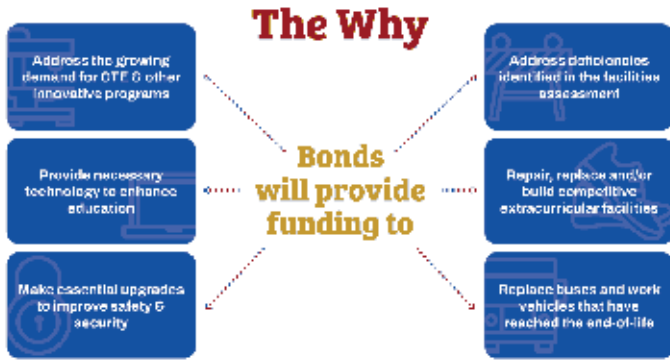 The Why
Address the growing
demand for CTE & other
innovative programs
Provide necessary
technology to enhance
education
Make essential upgrades
to improve safety &
security
Bonds
will provide
funding to
Address deficiencies
identified in the facilities
assessment
Repair, replace and/or
build competitive
extracurricular facilities
Replace buses and work
vehicles that have
reached the end-of-life